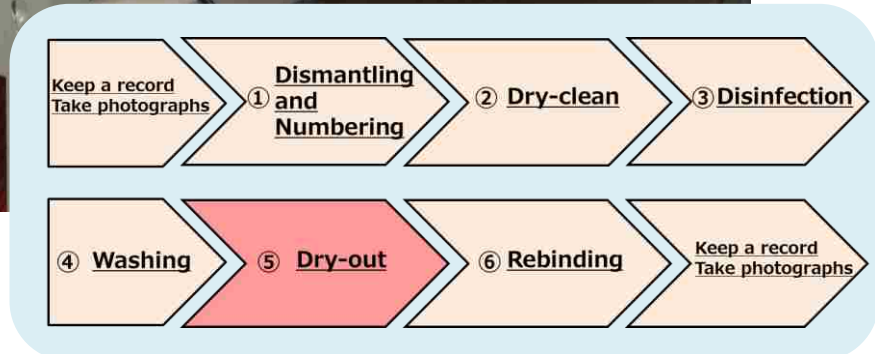 Keep a record
Take photographs
① Dismantling
and
Numbering
② Dry-clean
③ Disinfection
④ Washing
⑤ Dry-out
⑥ Rebinding
Keep a record
Take photographs